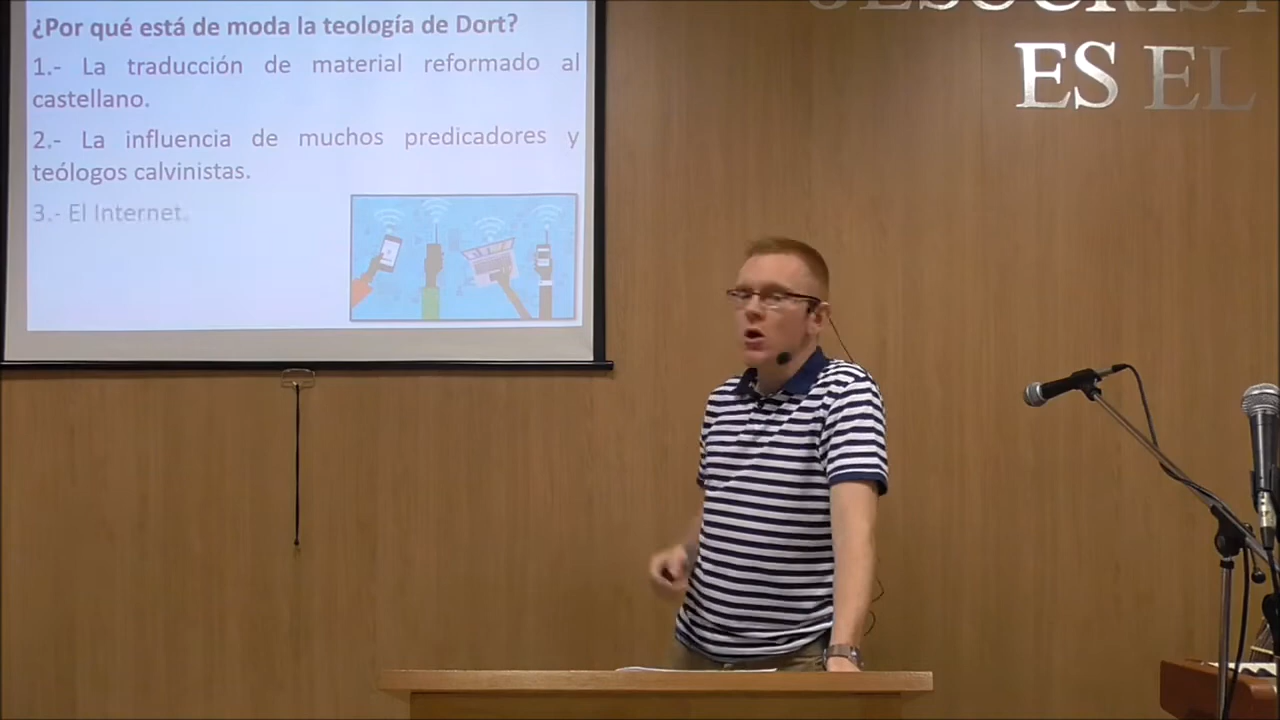 ¿Por qué está de moda la teología de Dort?
1.- La traducción de material reformado al
castellano.
2.- La influencia de muchos predicadores y
teólogos calvinistas.
3.- El Internet.
JESUCRIST
ES EL